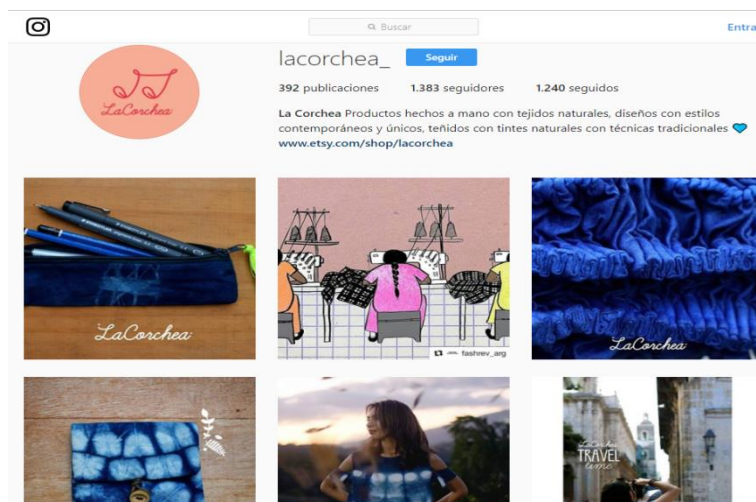 Buscar
Entra
lacorchea_ Seguir
392 publicaciones 1.383 seguidores 1.240 seguidos
La Corchea Productos hechos a mano con tejidos naturales, diseños con estilos
contemporáneos y únicos, teñidos con tintes naturales con técnicas tradicionales
www.etsy.com/shop/lacorchea
LaCorchea
LaCorchea
fashrev_arg
LaCorchea
LaCorchea
TRAVEL
time